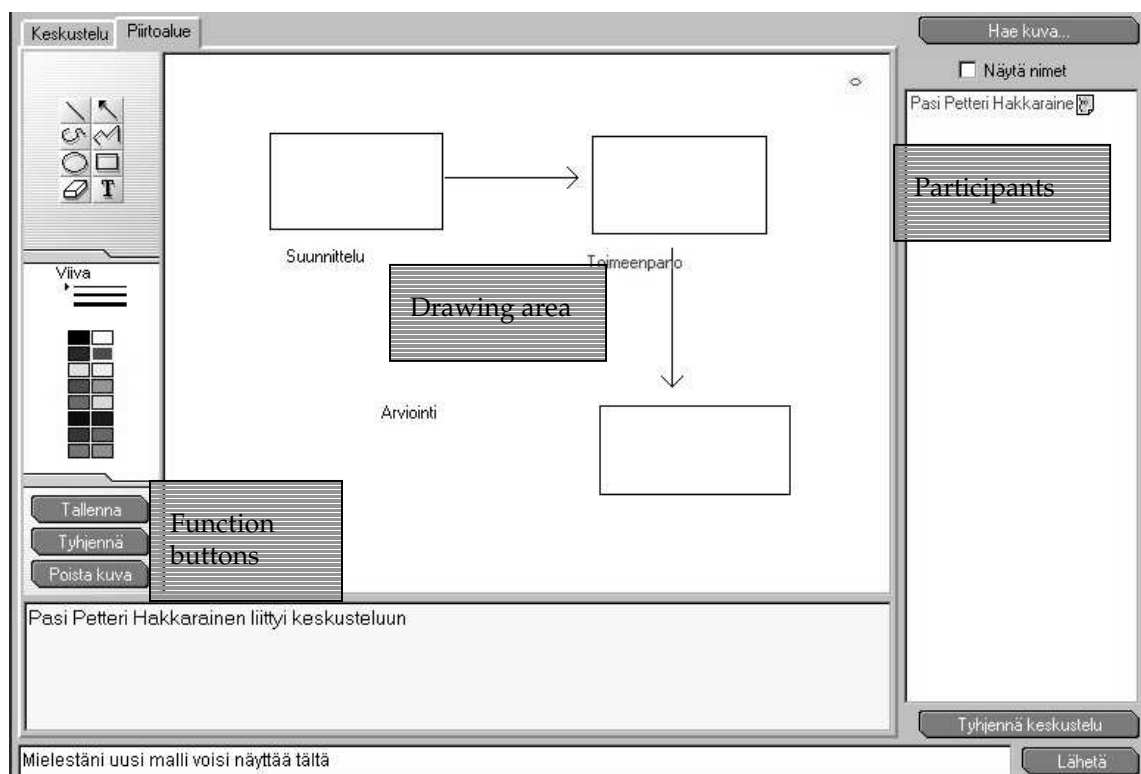 Keskustelu
Piirtoalue
Hae kuva...
Näytä nimet
Pasi Petteri Hakkaraine
Participants
T
Viiva
Suunnittelu
Toimeenpano
Drawing area
Arviointi
Tallenna
Tyhjennä
Poista kuva
Function
buttons
Pasi Petteri Hakkarainen liittyi keskusteluun
Tyhjennä keskustelu
Mielestäni uusi malli voisi näyttää tältä
Lähetä